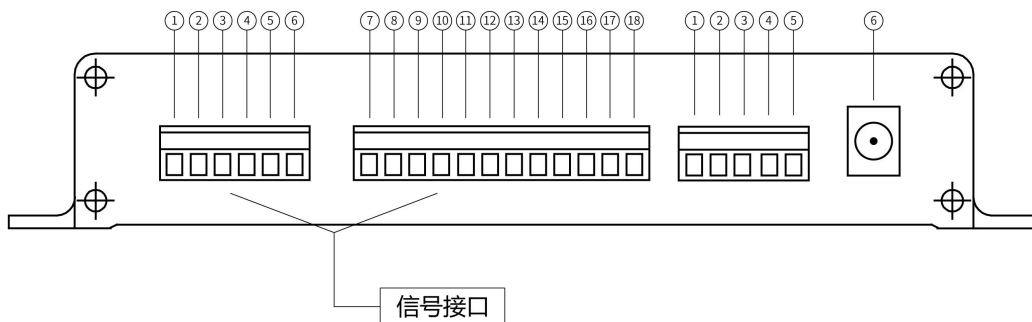 ① ② ③ ④ ⑤ ⑥ ⑦ ⑧ ⑨ ⑩ ⑪ ⑫ ⑬ ⑭ ⑮ ⑯ ⑰ ⑱ ① ② ③ ④ ⑤ ⑥
信号接口